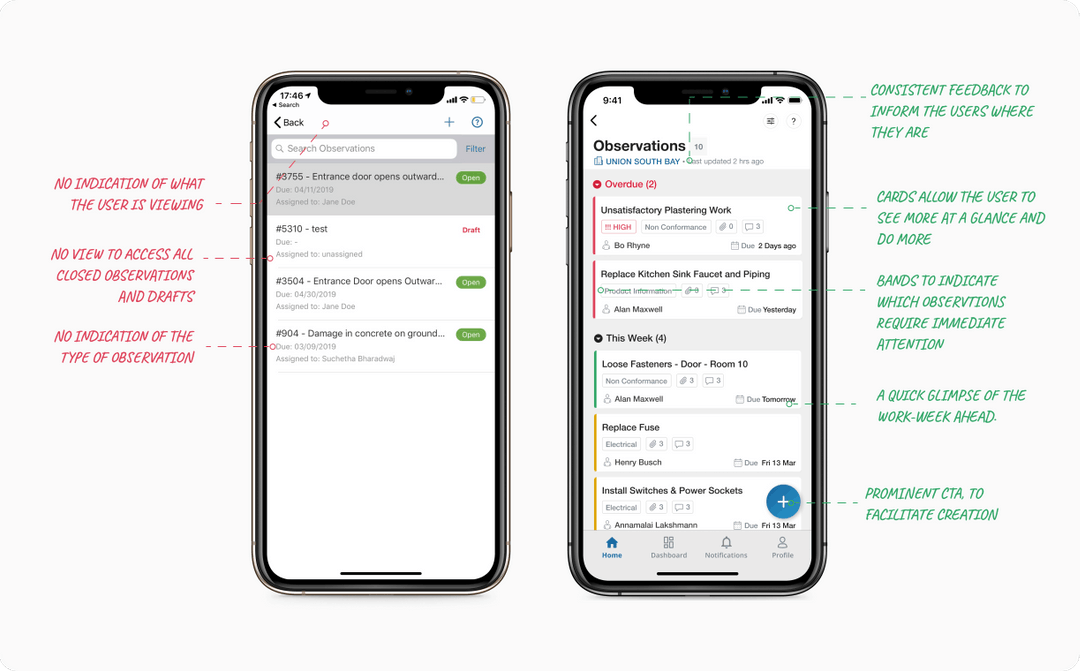 NO INDICATION OF WHAT
THE USER IS VIEWING
NO VIEW TO ACCESS ALL
CLOSED OBSERVATIONS
AND DRAFTS
NO INDICATION OF THE
TYPE OF OBSERVATION
17:46
Search
Back
Search Observations
Filter
#3755 - Entrance door opens outward...
Open
Due: 04/11/2019
Assigned to: Jane Doe
#5310 - test
Draft
Due: -
Assigned to: unassigned
#3504 - Entrance Door opens Outwar...
Open
Due: 04/30/2019
Assigned to: Jane Doe
#904 - Damage in concrete on ground...
Open
Due: 03/09/2019
Assigned to: Suchetha Bharadwaj
9:41
?
Observations 10
UNION SOUTH BAY • Last updated 2 hrs ago
Overdue (2)
Unsatisfactory Plastering Work
!!! HIGH Non Conformance 0 3
Bo Rhyne Due 2 Days ago
Replace Kitchen Sink Faucet and Piping
Product Information 3 3
Alan Maxwell Due Yesterday
This Week (4)
Loose Fasteners - Door - Room 10
Non Conformance 3 3
Alan Maxwell Due Tomorrow
Replace Fuse
Electrical 3 3
Henry Busch Due Fri 13 Mar
Install Switches & Power Sockets
Electrical 3 3
Annamalai Lakshmann Due Fri 13 Mar
+
Home Dashboard Notifications Profile
CONSISTENT FEEDBACK TO
INFORM THE USERS WHERE
THEY ARE
CARDS ALLOW THE USER TO
SEE MORE AT A GLANCE AND
DO MORE
BANDS TO INDICATE
WHICH OBSERVTIONS
REQUIRE IMMEDIATE
ATTENTION
A QUICK GLIMPSE OF THE
WORK-WEEK AHEAD.
PROMINENT CTA, TO
FACILITATE CREATION